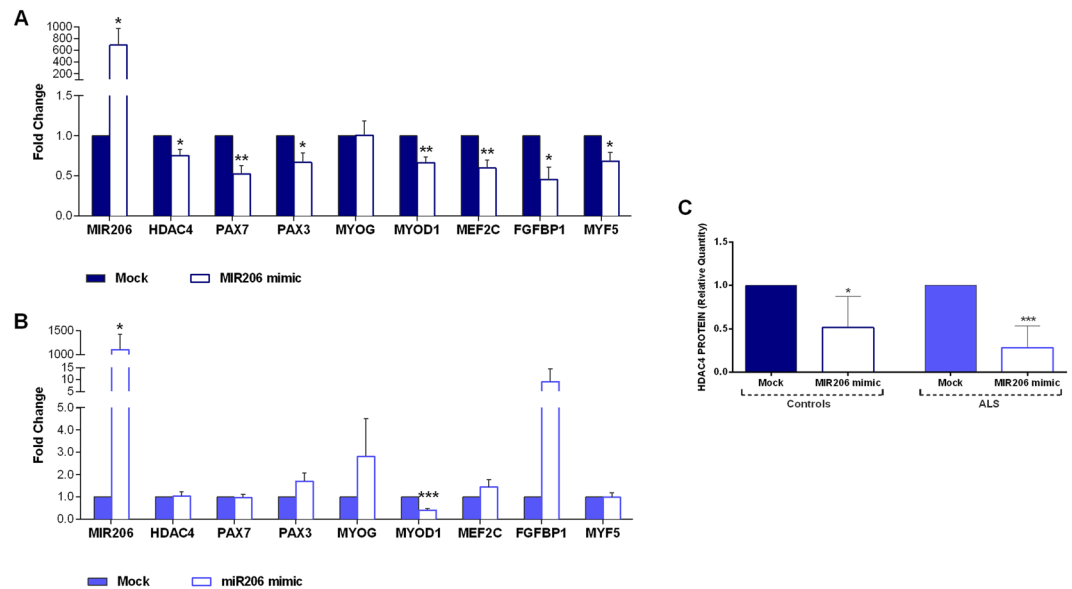 A
Fold Change
1000
800
600
400
200
1.5
1.0
0.5
0.0
* * ** * ** ** * *
MIR206 HDAC4 PAX7 PAX3 MYOG MYOD1 MEF2C FGFBP1 MYF5
Mock MIR206 mimic
B
Fold Change
1500
1000
15
10
5
5.0
4.0
3.0
2.0
1.0
0.0
* ***
MIR206 HDAC4 PAX7 PAX3 MYOG MYOD1 MEF2C FGFBP1 MYF5
Mock miR206 mimic
C
HDAC4 PROTEIN (Relative Quantity)
1.5
1.0
0.5
0.0
* ***
Mock MIR206 mimic Mock MIR206 mimic
Controls ALS